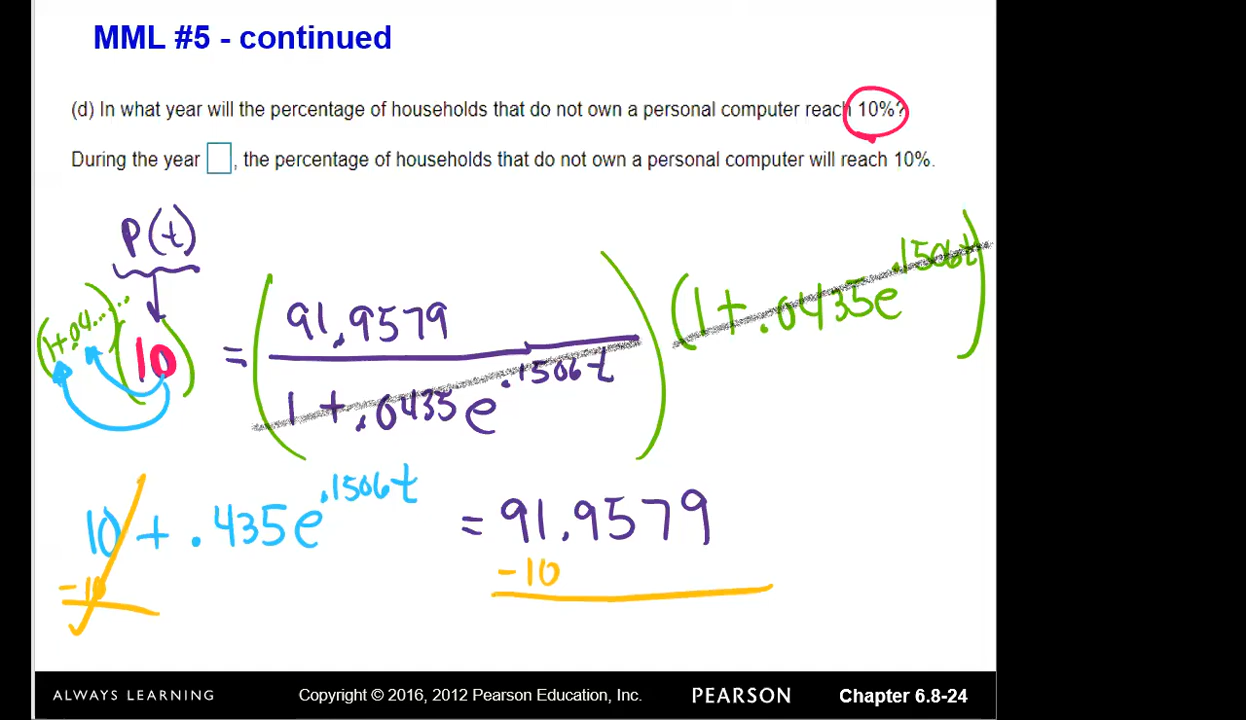 MML #5 - continued
(d) In what year will the percentage of households that do not own a personal computer reach 10%?
During the year , the percentage of households that do not own a personal computer will reach 10%.
P(t)
(1+.04...)(10) = (91.9579 / 1 + .0435e^.1506t) (1 + .0435e^.1506t)
10 + .435e^.1506t = 91.9579
-10 -10
ALWAYS LEARNING Copyright © 2016, 2012 Pearson Education, Inc. PEARSON Chapter 6.8-24